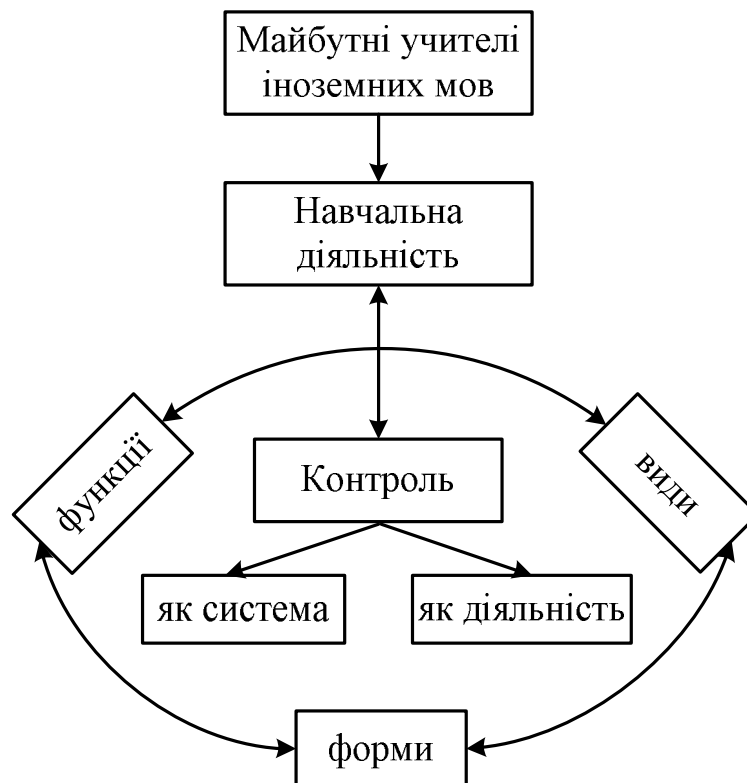 Майбутні учителі
іноземних мов
Навчальна
діяльність
функції
Контроль
види
як система
як діяльність
форми